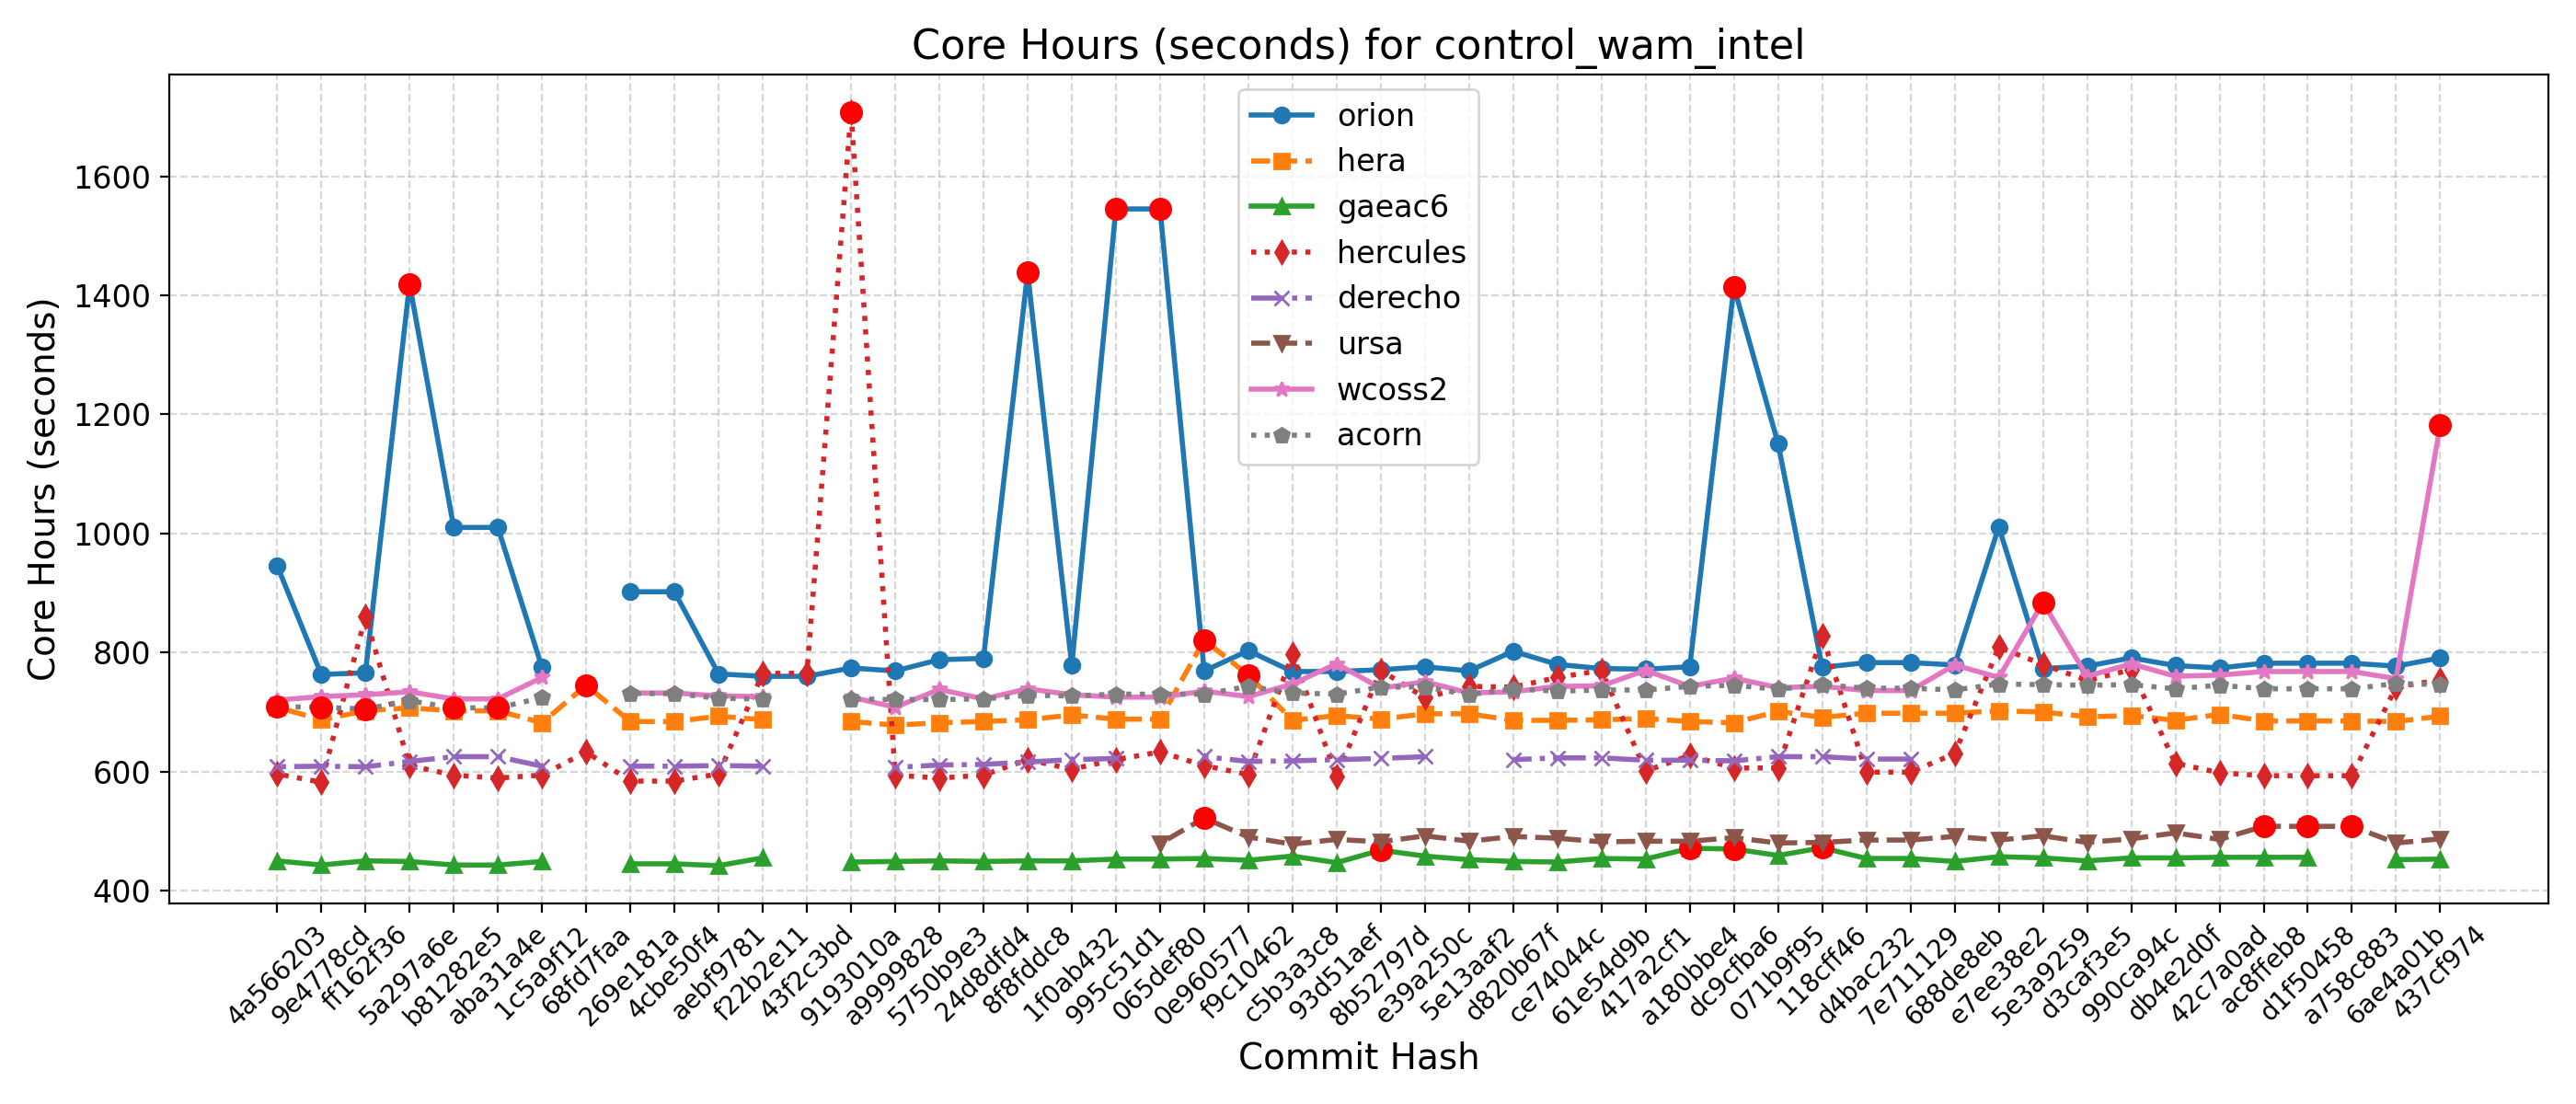 Core Hours (seconds) for control_wam_intel
Core Hours (seconds)
1600
1400
1200
1000
800
600
400
orion
hera
gaeac6
hercules
derecho
ursa
wcoss2
acorn
4a566203
9e4778cd
ff162f36
5a297a6e
b81282e5
aba31a4e
1c5a9f12
68fd7faa
269e181a
4cbe50f4
aebf9781
f22b2e11
43f2c3bd
9193010a
a9999828
5750b9e3
24d8dfd4
8f8fddc8
1f0ab432
995c51d1
065def80
0e960577
f9c10462
c5b3a3c8
93d51aef
8b52797d
e39a250c
5e13aaf2
d820b67f
ce74044c
61e54d9b
417a2cf1
a180bbe4
dc9cfba6
071b9f95
118cff46
d4bac232
7e711129
688de8eb
e7ee38e2
5e3a9259
d3caf3e5
990ca94c
db4e2d0f
42c7a0ad
ac8ffeb8
d1f50458
a758c883
6ae4a01b
437cf974
Commit Hash